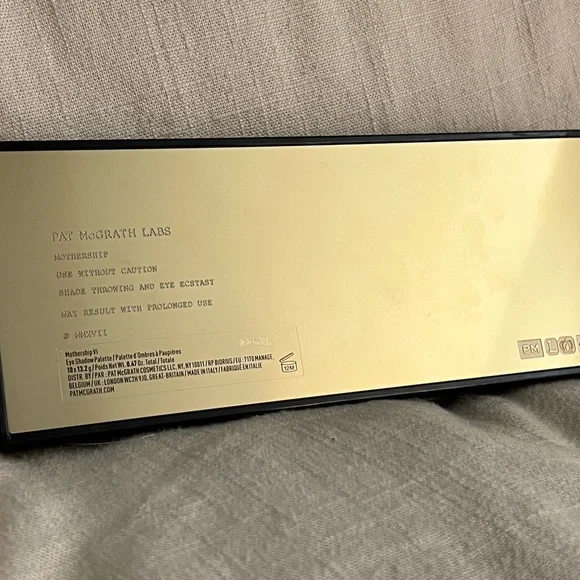 PAT McGRATH LABS
MOTHERSHIP
USE WITHOUT CAUTION
SHADE THROWING AND EYE ECSTASY
MAY RESULT WITH PROLONGED USE
© MMXVII
Mothership VI
Eye Shadow Palette / Palette d'Ombres à Paupières
10 x 13.2 g / Poids Net Wt. 0.47 Oz. Total / Totale
DISTR. BY / PAR : PAT McGRATH COSMETICS LLC, NY, NY 10011 / RP BIORIUS / EU : 7170 MANAGE,
BELGIUM / UK : LONDON WC2H 9JQ, GREAT-BRITAIN / MADE IN ITALY / FABRIQUÉ EN ITALIE
PATMCGRATH.COM
12M
PM